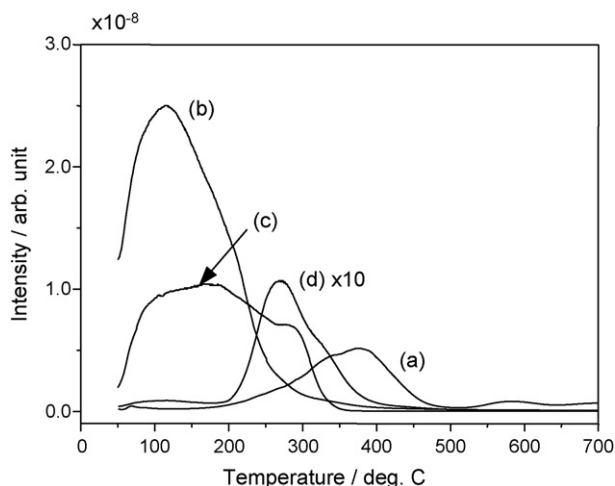 x10-8
3.0
2.0
1.0
0.0
Intensity / arb. unit
(b)
(c)
(d) x10
(a)
0 100 200 300 400 500 600 700
Temperature / deg. C